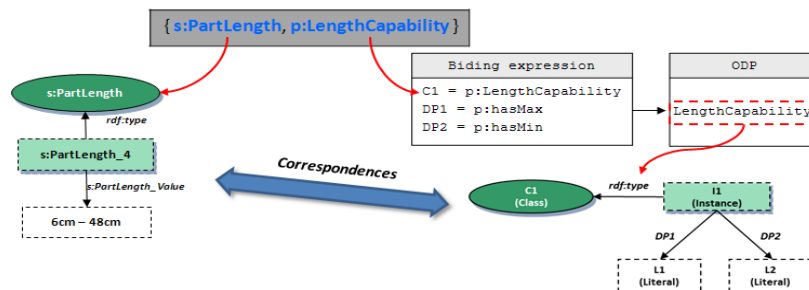 { s:PartLength, p:LengthCapability }
Biding expression
C1 = p:LengthCapability
DP1 = p:hasMax
DP2 = p:hasMin
ODP
LengthCapability
s:PartLength
rdf:type
s:PartLength_4
s:PartLength_Value
6cm – 48cm
Correspondences
C1
(Class)
rdf:type
I1
(Instance)
DP1
DP2
L1
(Literal)
L2
(Literal)